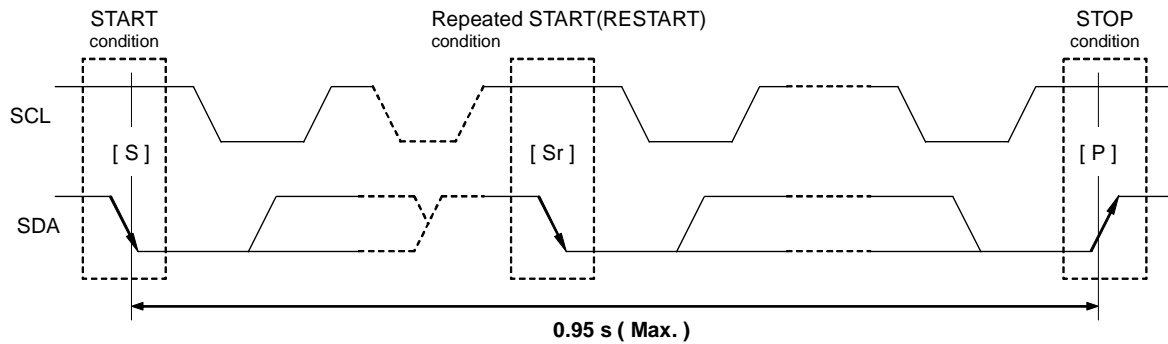 START
condition
Repeated START(RESTART)
condition
STOP
condition
SCL
[ S ]
[ Sr ]
[ P ]
SDA
0.95 s ( Max. )